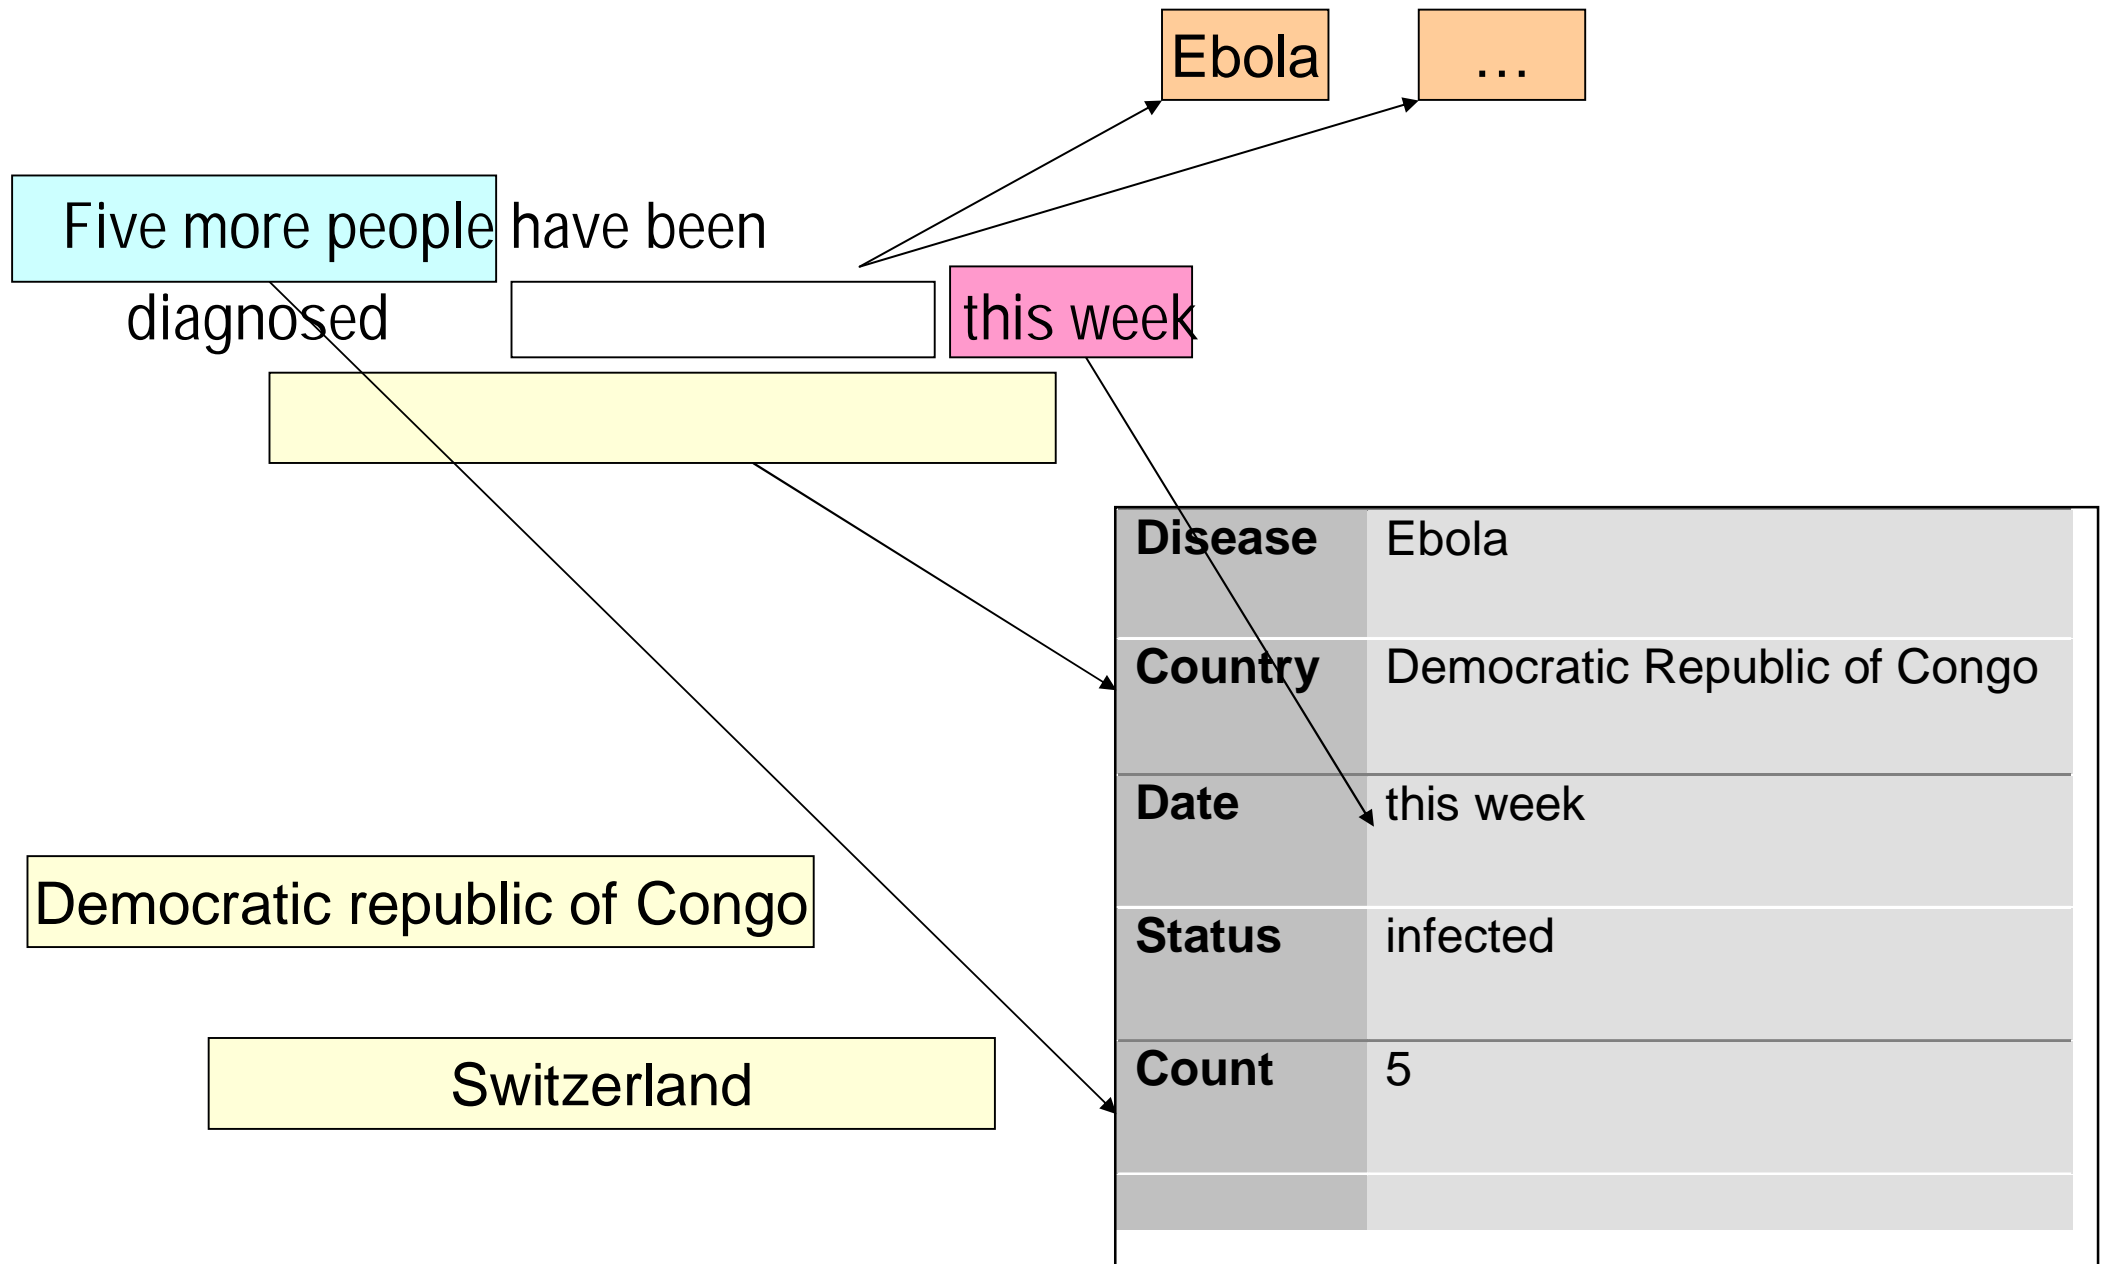 Ebola …
Five more people have been
diagnosed this week
Disease Ebola
Country Democratic Republic of Congo
Date this week
Democratic republic of Congo
Status infected
Switzerland
Count 5